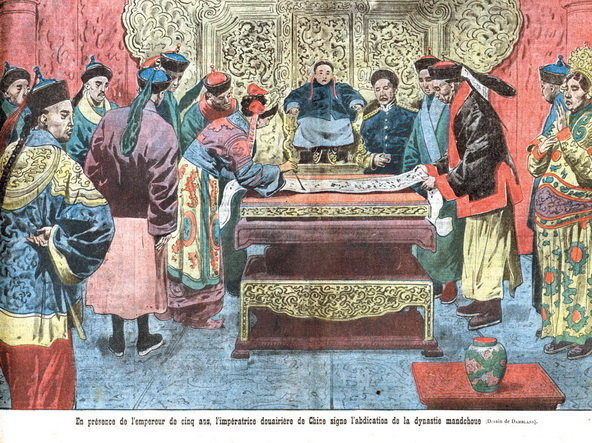 En présence de l'empereur de cinq ans, l'impératrice douairière de Chine signe l'abdication de la dynastie mandchoue (Dessin de DAMBLANS).